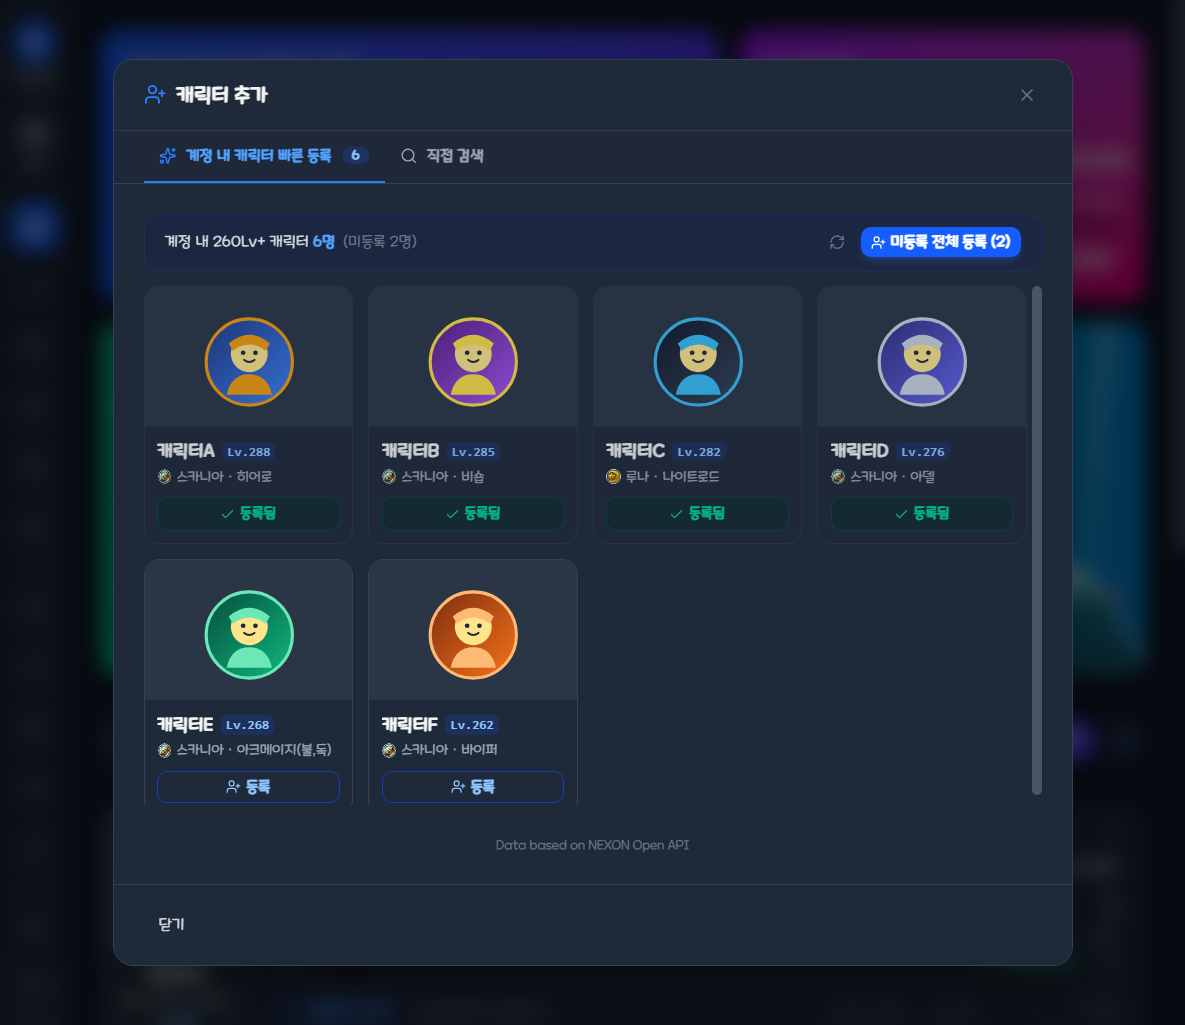 캐릭터 추가
계정 내 캐릭터 빠른 등록 6
직접 검색
계정 내 260Lv+ 캐릭터 6명 (미등록 2명)
미등록 전체 등록 (2)
캐릭터A Lv.288
스카니아 · 히어로
등록됨
캐릭터B Lv.285
스카니아 · 비숍
등록됨
캐릭터C Lv.282
루나 · 나이트로드
등록됨
캐릭터D Lv.276
스카니아 · 아델
등록됨
캐릭터E Lv.268
스카니아 · 아크메이지(불,독)
등록
캐릭터F Lv.262
스카니아 · 바이퍼
등록
Data based on NEXON Open API
닫기